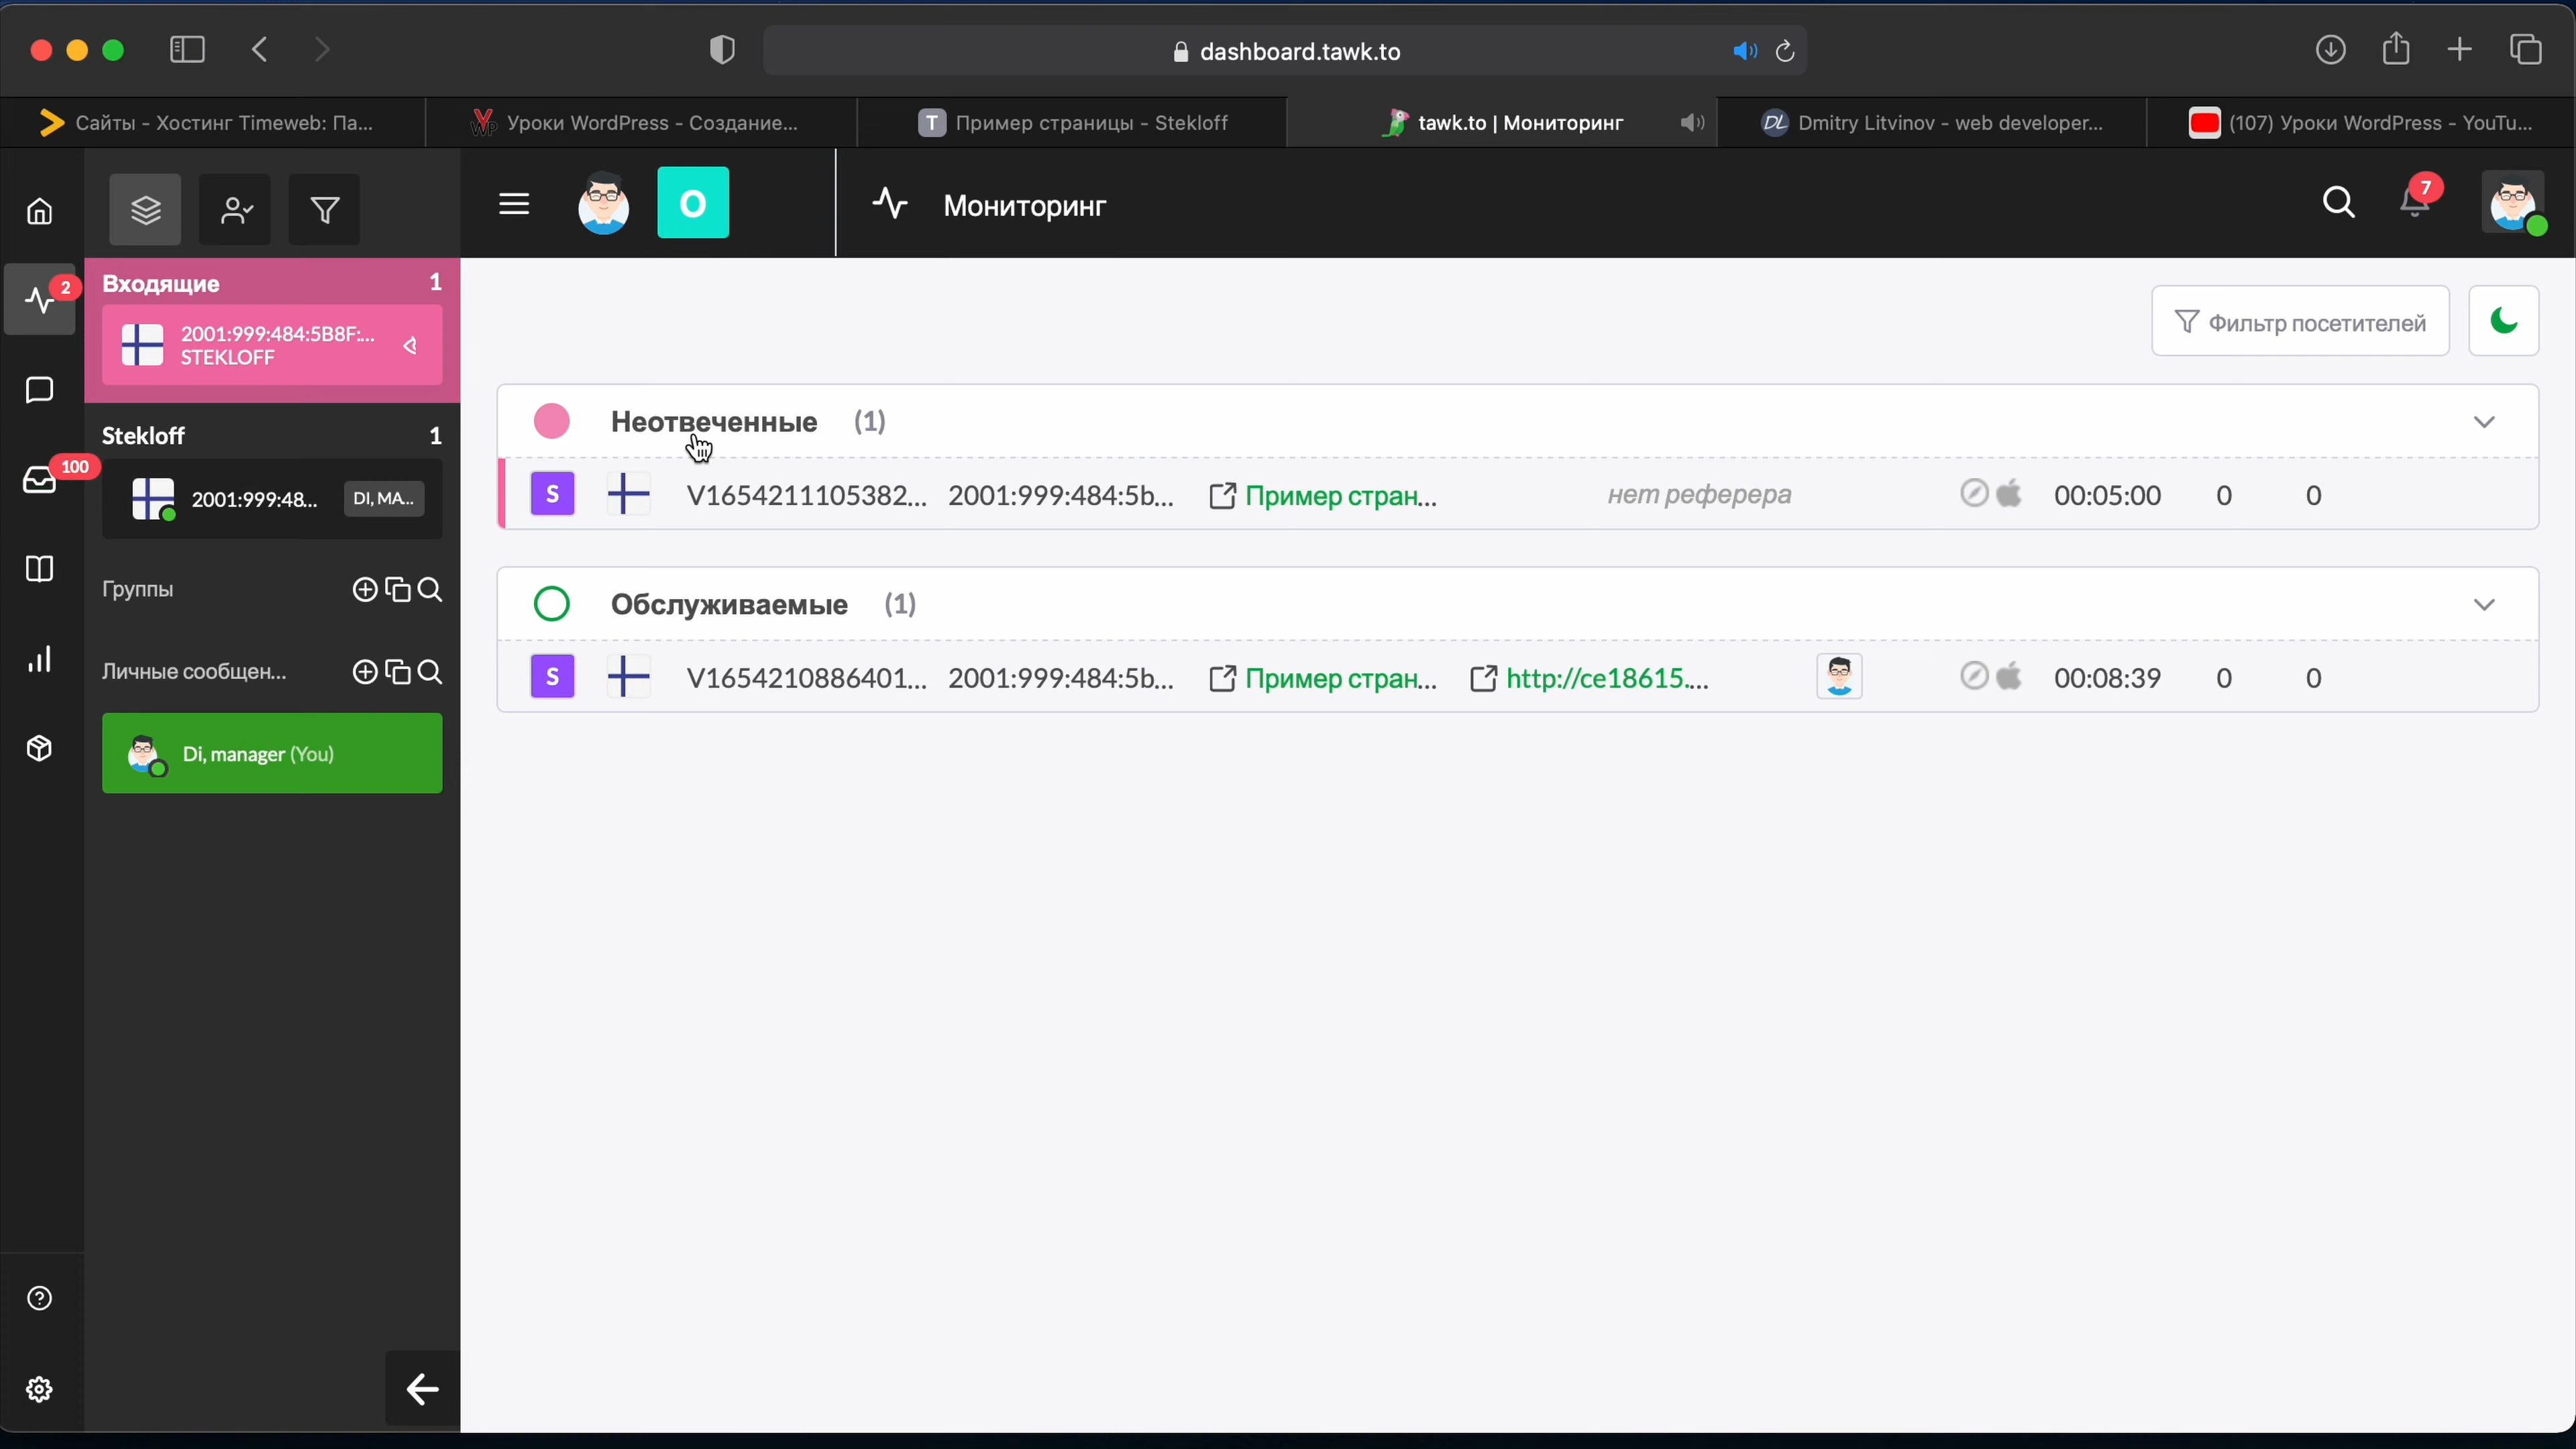 dashboard.tawk.to
Сайты - Хостинг Timeweb: Па...
Уроки WordPress - Создание...
T Пример страницы - Stekloff
tawk.to | Мониторинг
DL Dmitry Litvinov - web developer...
(107) Уроки WordPress - YouTu...
O
Мониторинг
7
2
Входящие 1
2001:999:484:5B8F:...
STEKLOFF
Фильтр посетителей
Stekloff 1
100
2001:999:48... DI, MA...
Группы
Личные сообщен...
Di, manager (You)
Неотвеченные (1)
S V1654211105382... 2001:999:484:5b... Пример стран... нет реферера 00:05:00 0 0
Обслуживаемые (1)
S V1654210886401... 2001:999:484:5b... Пример стран... http://ce18615.... 00:08:39 0 0